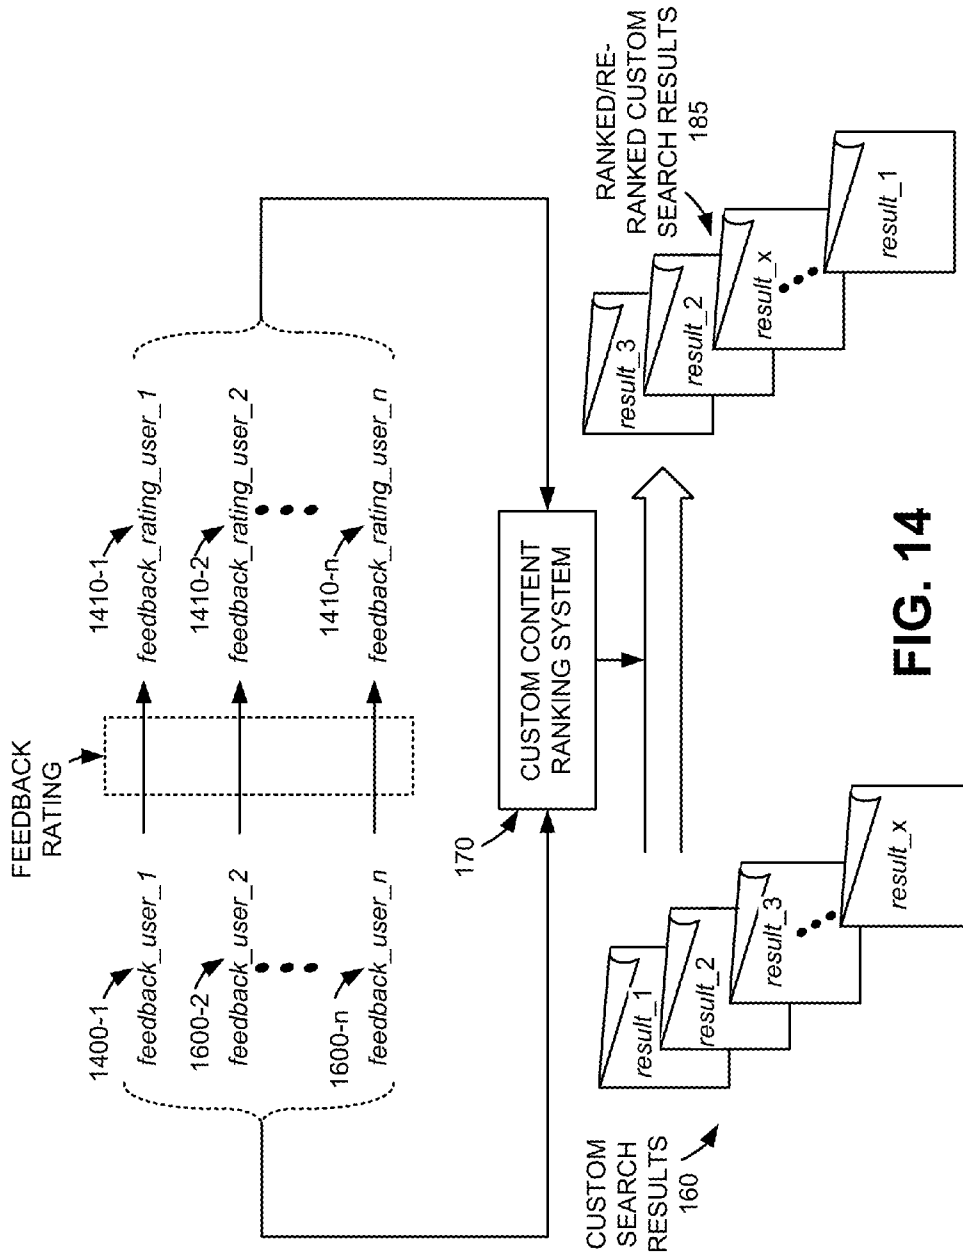 FEEDBACK
RATING
1400-1
feedback_user_1
1410-1
feedback_rating_user_1
1600-2
feedback_user_2
1410-2
feedback_rating_user_2
1600-n
feedback_user_n
1410-n
feedback_rating_user_n
170
CUSTOM CONTENT
RANKING SYSTEM
CUSTOM
SEARCH
RESULTS
160
result_1
result_2
result_3
result_x
RANKED/RE-
RANKED CUSTOM
SEARCH RESULTS
185
result_3
result_2
result_x
result_1
FIG. 14